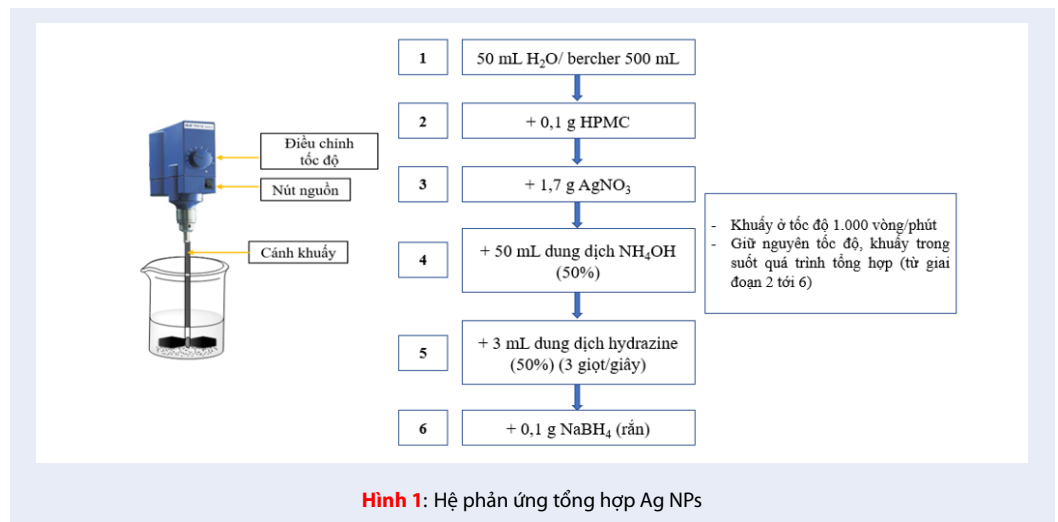 Điều chỉnh
tốc độ
Nút nguồn
Cánh khuấy
1
50 mL H₂O/ bercher 500 mL
2
+ 0,1 g HPMC
3
+ 1,7 g AgNO₃
4
+ 50 mL dung dịch NH₄OH
(50%)
5
+ 3 mL dung dịch hydrazine
(50%) (3 giọt/giây)
6
+ 0,1 g NaBH₄ (rắn)
- Khuấy ở tốc độ 1.000 vòng/phút
- Giữ nguyên tốc độ, khuấy trong
suốt quá trình tổng hợp (từ giai
đoạn 2 tới 6)
Hình 1: Hệ phản ứng tổng hợp Ag NPs